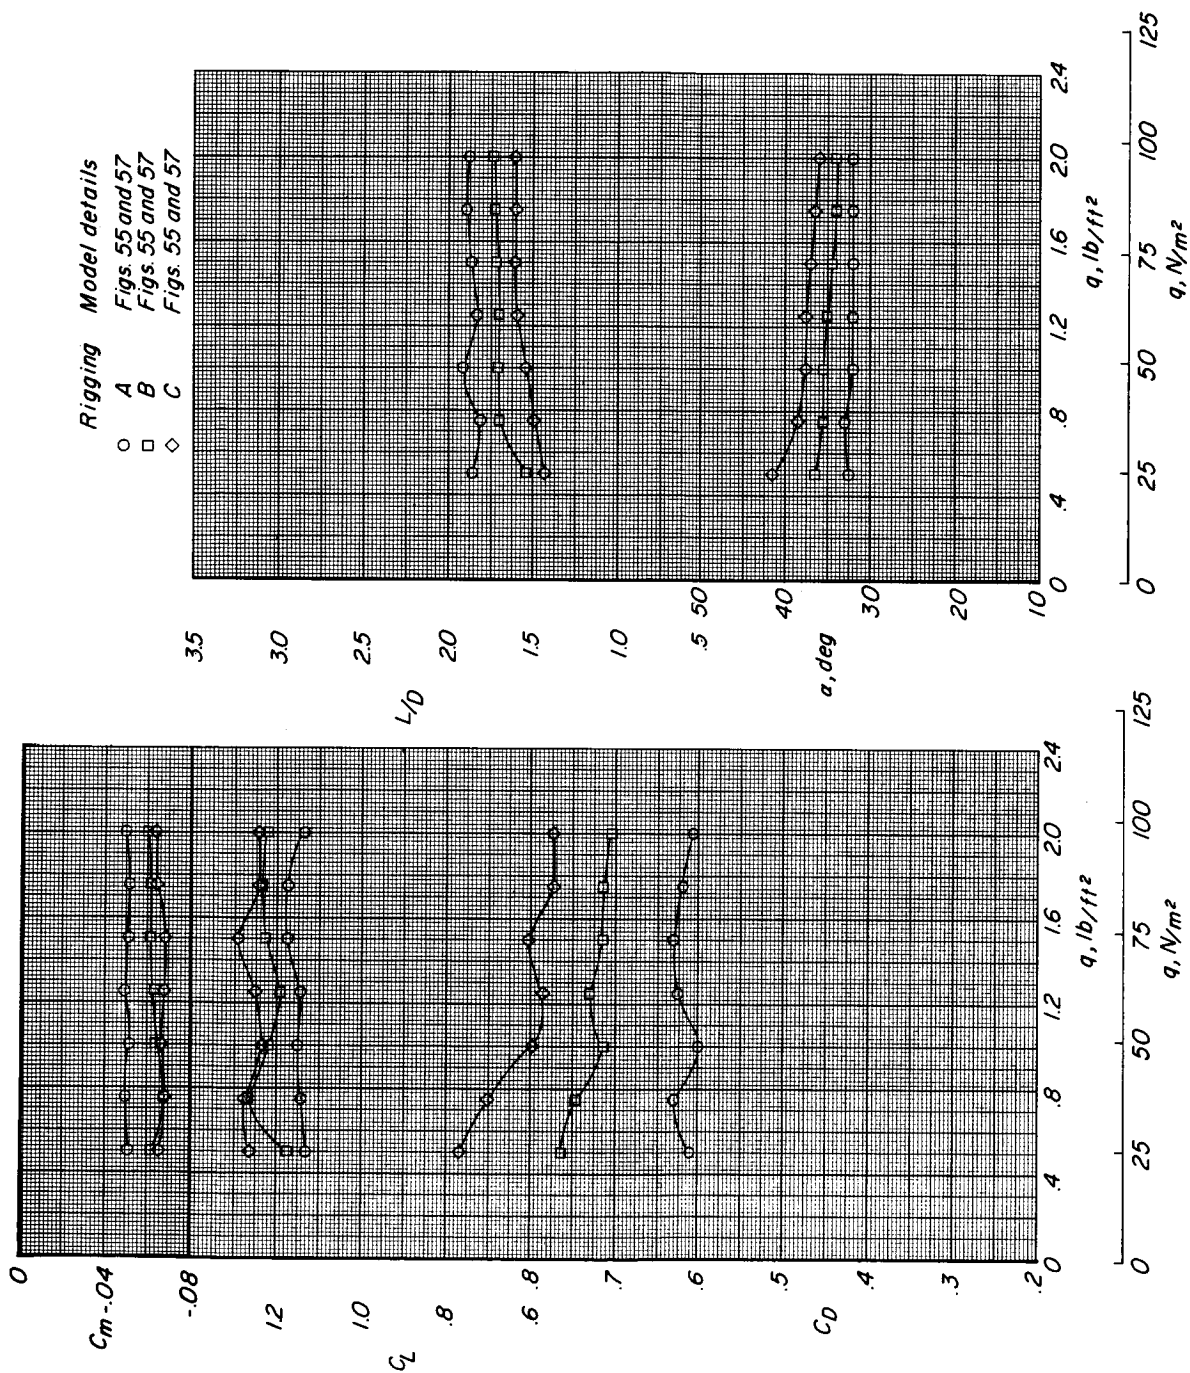 Rigging Model details
A Figs. 55 and 57
B Figs. 55 and 57
C Figs. 55 and 57
0
Cm -.04
-.08
1.2
1.0
CL
.8
.6
.8
.7
.6
.5
CD
.4
.3
.2
0 .4 .8 1.2 1.6 2.0 2.4
q, lb/ft²
0 25 50 75 100 125
q, N/m²
3.5
3.0
L/D
2.0
1.5
1.0
.5
50
α, deg
40
30
20
10
0 .4 .8 1.2 1.6 2.0 2.4
q, lb/ft²
0 25 50 75 100 125
q, N/m²